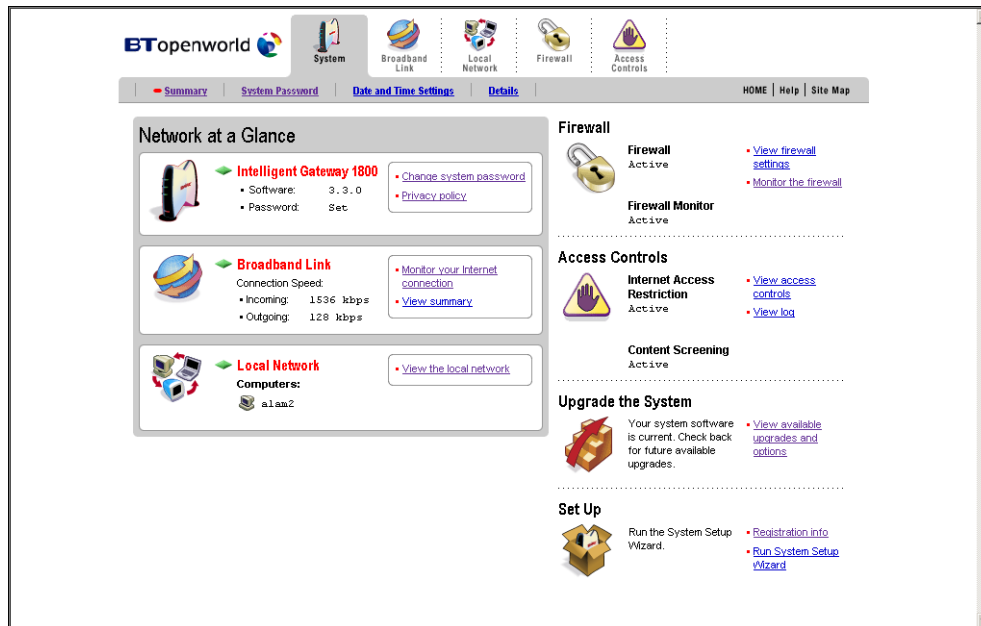 BTopenworld
System
Broadband
Link
Local
Network
Firewall
Access
Controls
Summary
System Password
Date and Time Settings
Details
HOME | Help | Site Map
Network at a Glance
Intelligent Gateway 1800
Software: 3.3.0
Password: Set
Change system password
Privacy policy
Broadband Link
Connection Speed:
Incoming: 1536 kbps
Outgoing: 128 kbps
Monitor your Internet
connection
View summary
Local Network
Computers:
alam2
View the local network
Firewall
Firewall
Active
Firewall Monitor
Active
View firewall
settings
Monitor the firewall
Access Controls
Internet Access
Restriction
Active
Content Screening
Active
View access
controls
View log
Upgrade the System
Your system software
is current. Check back
for future available
upgrades.
View available
upgrades and
options
Set Up
Run the System Setup
Wizard.
Registration info
Run System Setup
Wizard